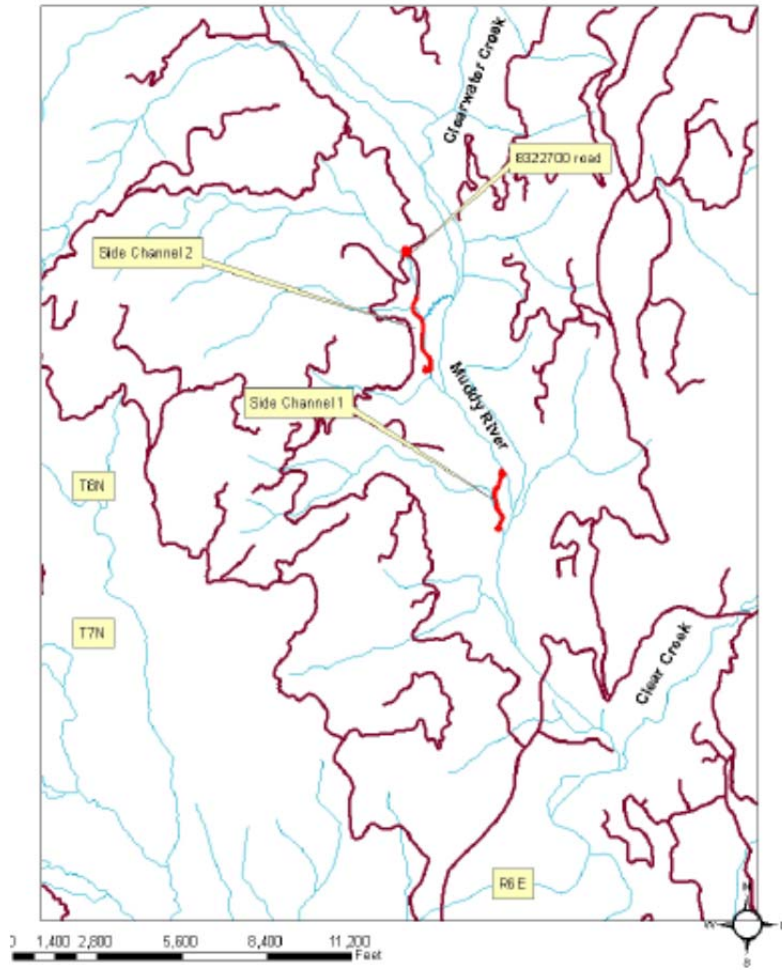 Clearwater Creek
8322700 road
Side Channel 2
Muddy River
Side Channel 1
T8N
T7N
Clear Creek
R6E
N
W
S
0 1,400 2,800 5,600 8,400 11,200
Feet